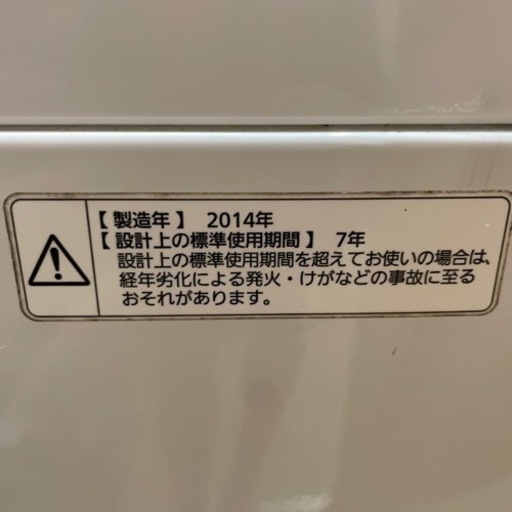 【製造年】 2014年
【設計上の標準使用期間】 7年
設計上の標準使用期間を超えてお使いの場合は、
経年劣化による発火・けがなどの事故に至る
おそれがあります。